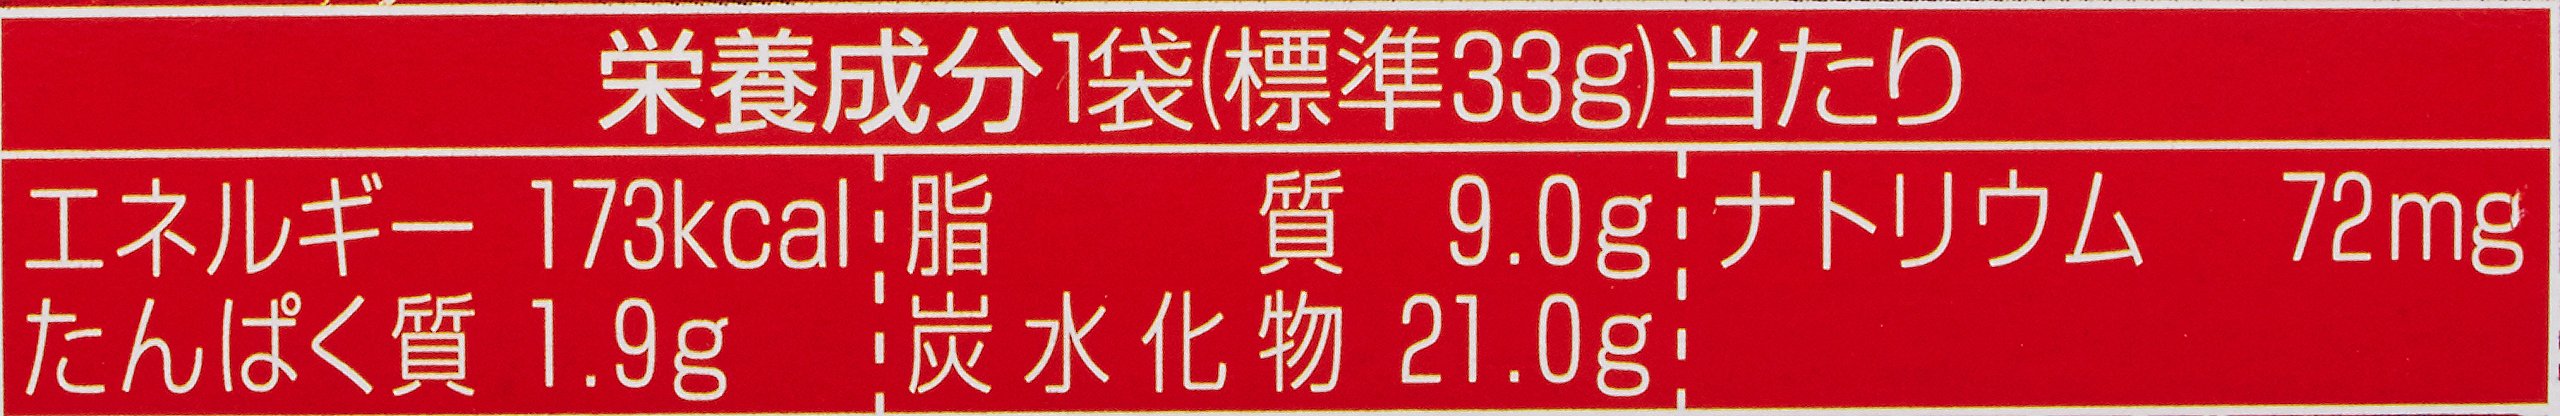 栄養成分1袋(標準33g)当たり
エネルギー 173kcal 脂質 9.0g ナトリウム 72mg
たんぱく質 1.9g 炭水化物 21.0g